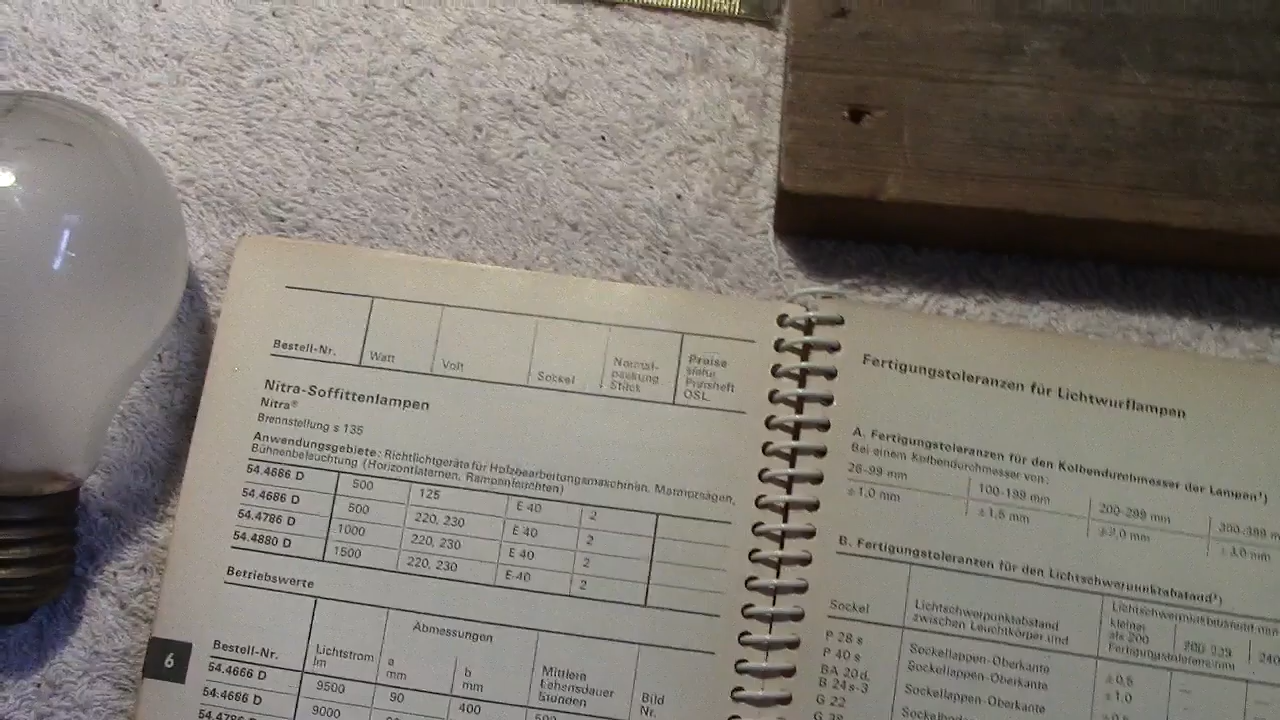 Bestell-Nr. Watt Volt Sockel Normal-packung Stück Preise siehe Preisheft OSL
Nitra-Soffittenlampen
Nitra®
Brennstellung s 135
Anwendungsgebiete: Richtlichtgeräte für Holzbearbeitungsmaschinen, Marmorsägen,
Bühnenbeleuchtung (Horizontlaternen, Rampenleuchten)
54.4686 D 500 125 E 40 2
54.4686 D 500 220, 230 E 40 2
54.4786 D 1000 220, 230 E 40 2
54.4880 D 1500 220, 230 E 40 2
Betriebswerte
Bestell-Nr. Lichtstrom lm Abmessungen a mm b mm Mittlere Lebensdauer Stunden Bild Nr.
54.4666 D 9500 90 400
54.4666 D 9000
6
Fertigungstoleranzen für Lichtwurflampen
A. Fertigungstoleranzen für den Kolbendurchmesser der Lampen¹)
Bei einem Kolbendurchmesser von:
26-99 mm 100-199 mm 200-299 mm 300-399 m
±1,0 mm ±1,5 mm ±2,0 mm ±3,0 mm
B. Fertigungstoleranzen für den Lichtschwerpunktabstand²)
Sockel Lichtschwerpunktabstand
zwischen Leuchtkörper und
kleiner
als 200
Fertigungstoleranz mm
P 28 s Sockellappen-Oberkante ±0,5
P 40 s Sockellappen-Oberkante ±1,0
BA 20d,
B 24 s-3 Sockellappen-Oberkante
G 22